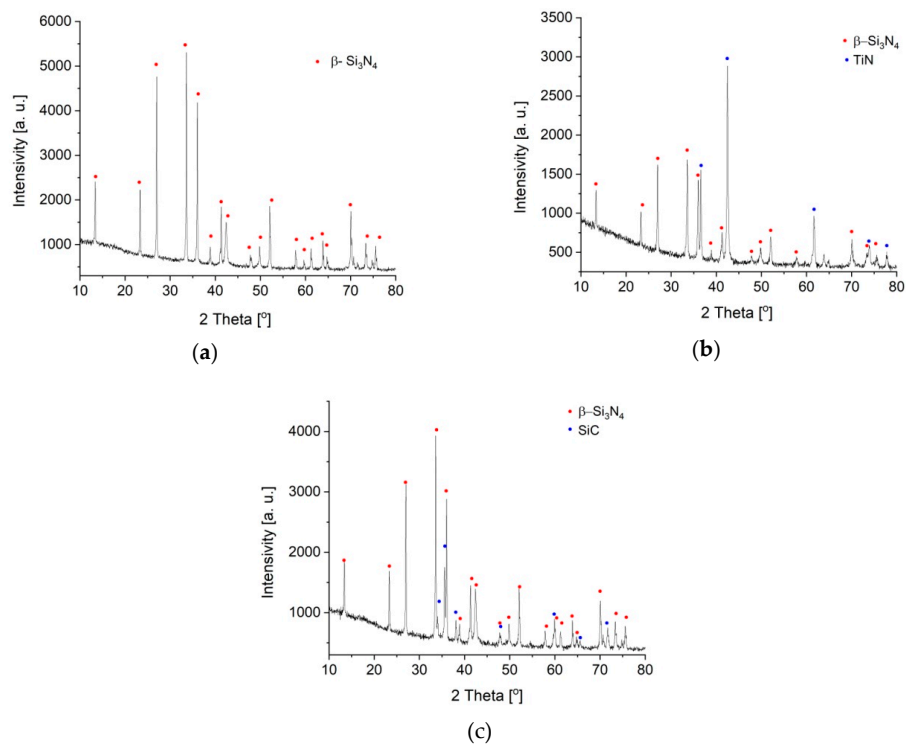 6000
5000
4000
3000
2000
1000
Intensivity [a. u.]
β- Si₃N₄
10 20 30 40 50 60 70 80
2 Theta [°]
(a)
3500
3000
2500
2000
1500
1000
500
Intensivity [a. u.]
β–Si₃N₄
TiN
10 20 30 40 50 60 70 80
2 Theta [°]
(b)
4000
3000
2000
1000
Intensivity [a. u.]
β–Si₃N₄
SiC
10 20 30 40 50 60 70 80
2 Theta [°]
(c)